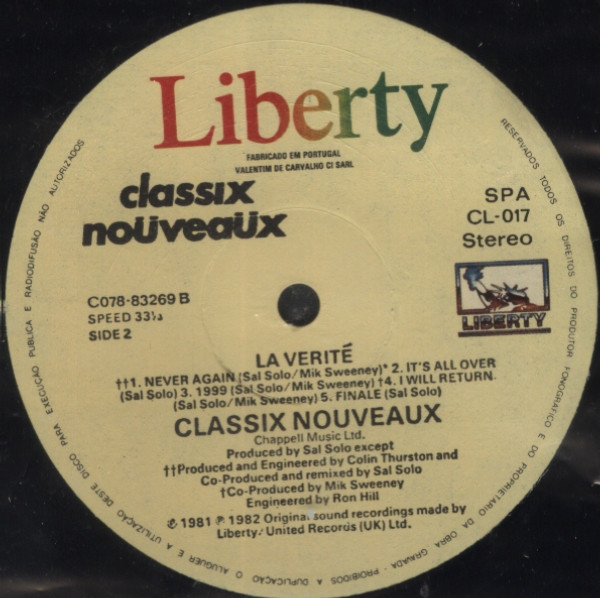 Liberty
FABRICADO EM PORTUGAL
VALENTIM DE CARVALHO CI SARL
classix
nouveaux
SPA
CL-017
Stereo
LIBERTY
C078-83269 B
SPEED 33⅓
SIDE 2
LA VERITÉ
††1. NEVER AGAIN (Sal Solo/Mik Sweeney)* 2. IT'S ALL OVER
(Sal Solo) 3. 1999 (Sal Solo/Mik Sweeney) †4. I WILL RETURN
(Sal Solo/Mik Sweeney) 5. FINALE (Sal Solo)
CLASSIX NOUVEAUX
Chappell Music Ltd.
Produced by Sal Solo except
††Produced and Engineered by Colin Thurston and
Co-Produced and remixed by Sal Solo
†Co-Produced by Mik Sweeney
Engineered by Ron Hill
℗ 1981 ℗ 1982 Original sound recordings made by
Liberty/United Records (UK) Ltd.
RESERVADOS TODOS OS DIREITOS DO PRODUTOR FONOGRÁFICO E DO PROPRIETÁRIO DA OBRA GRAVADA - PROIBIDOS A DUPLICAÇÃO O ALUGUER E A UTILIZAÇÃO DESTE DISCO PARA EXECUÇÃO PUBLICA E RADIODIFUSÃO NÃO AUTORIZADOS